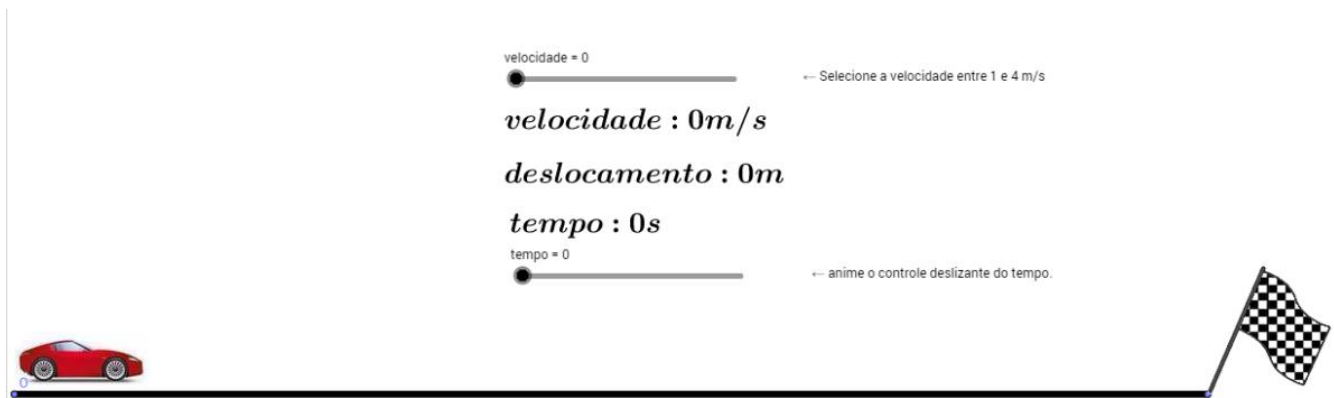 velocidade = 0
← Selecione a velocidade entre 1 e 4 m/s
velocidade : 0m/s
deslocamento : 0m
tempo : 0s
tempo = 0
← anime o controle deslizante do tempo.
0